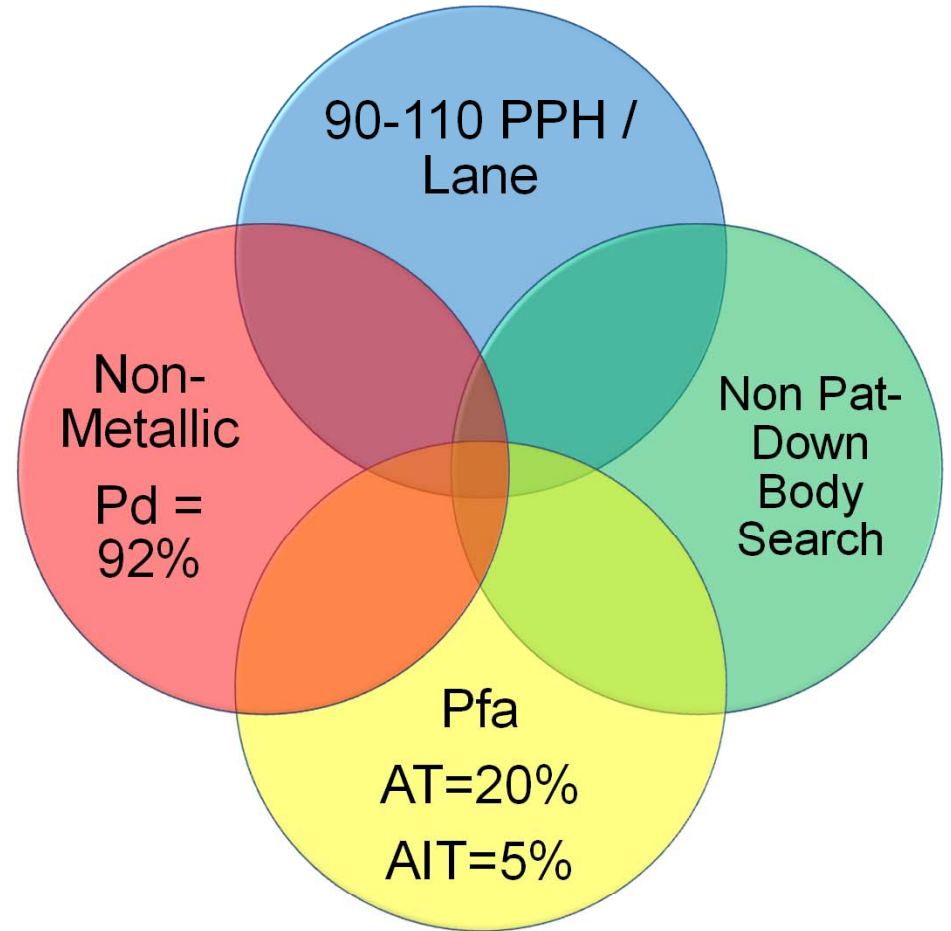 90-110 PPH /
Lane
Non-
Metallic
Pd =
92%
Non Pat-
Down
Body
Search
Pfa
AT=20%
AIT=5%